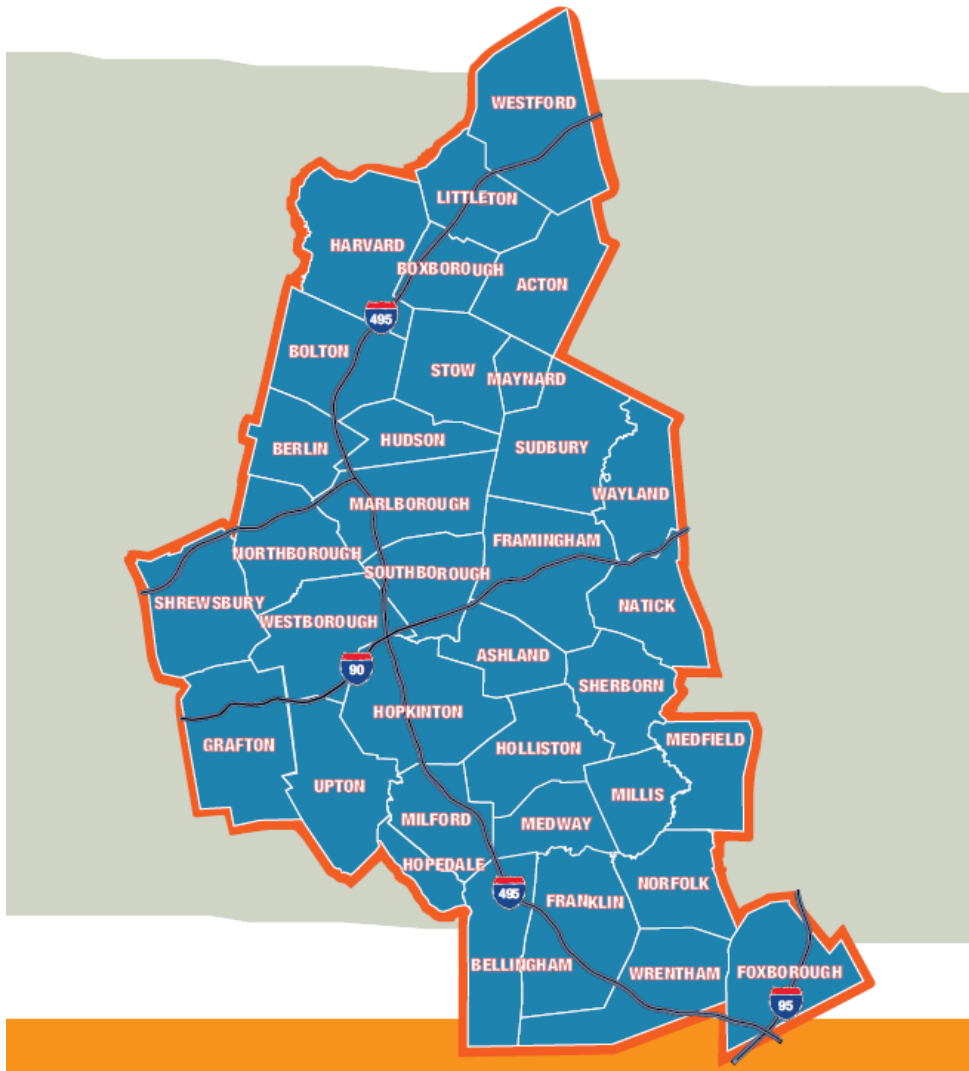 WESTFORD
LITTLETON
HARVARD
BOXBOROUGH
ACTON
495
BOLTON
STOW
MAYNARD
HUDSON
BERLIN
SUDBURY
WAYLAND
MARLBOROUGH
FRAMINGHAM
NORTHBOROUGH
SOUTHBOROUGH
SHREWSBURY
NATICK
WESTBOROUGH
ASHLAND
90
SHERBORN
HOPKINTON
GRAFTON
HOLLISTON
MEDFIELD
UPTON
MILLIS
MILFORD
MEDWAY
HOPEDALE
NORFOLK
495
FRANKLIN
BELLINGHAM
WRENTHAM
FOXBOROUGH
95